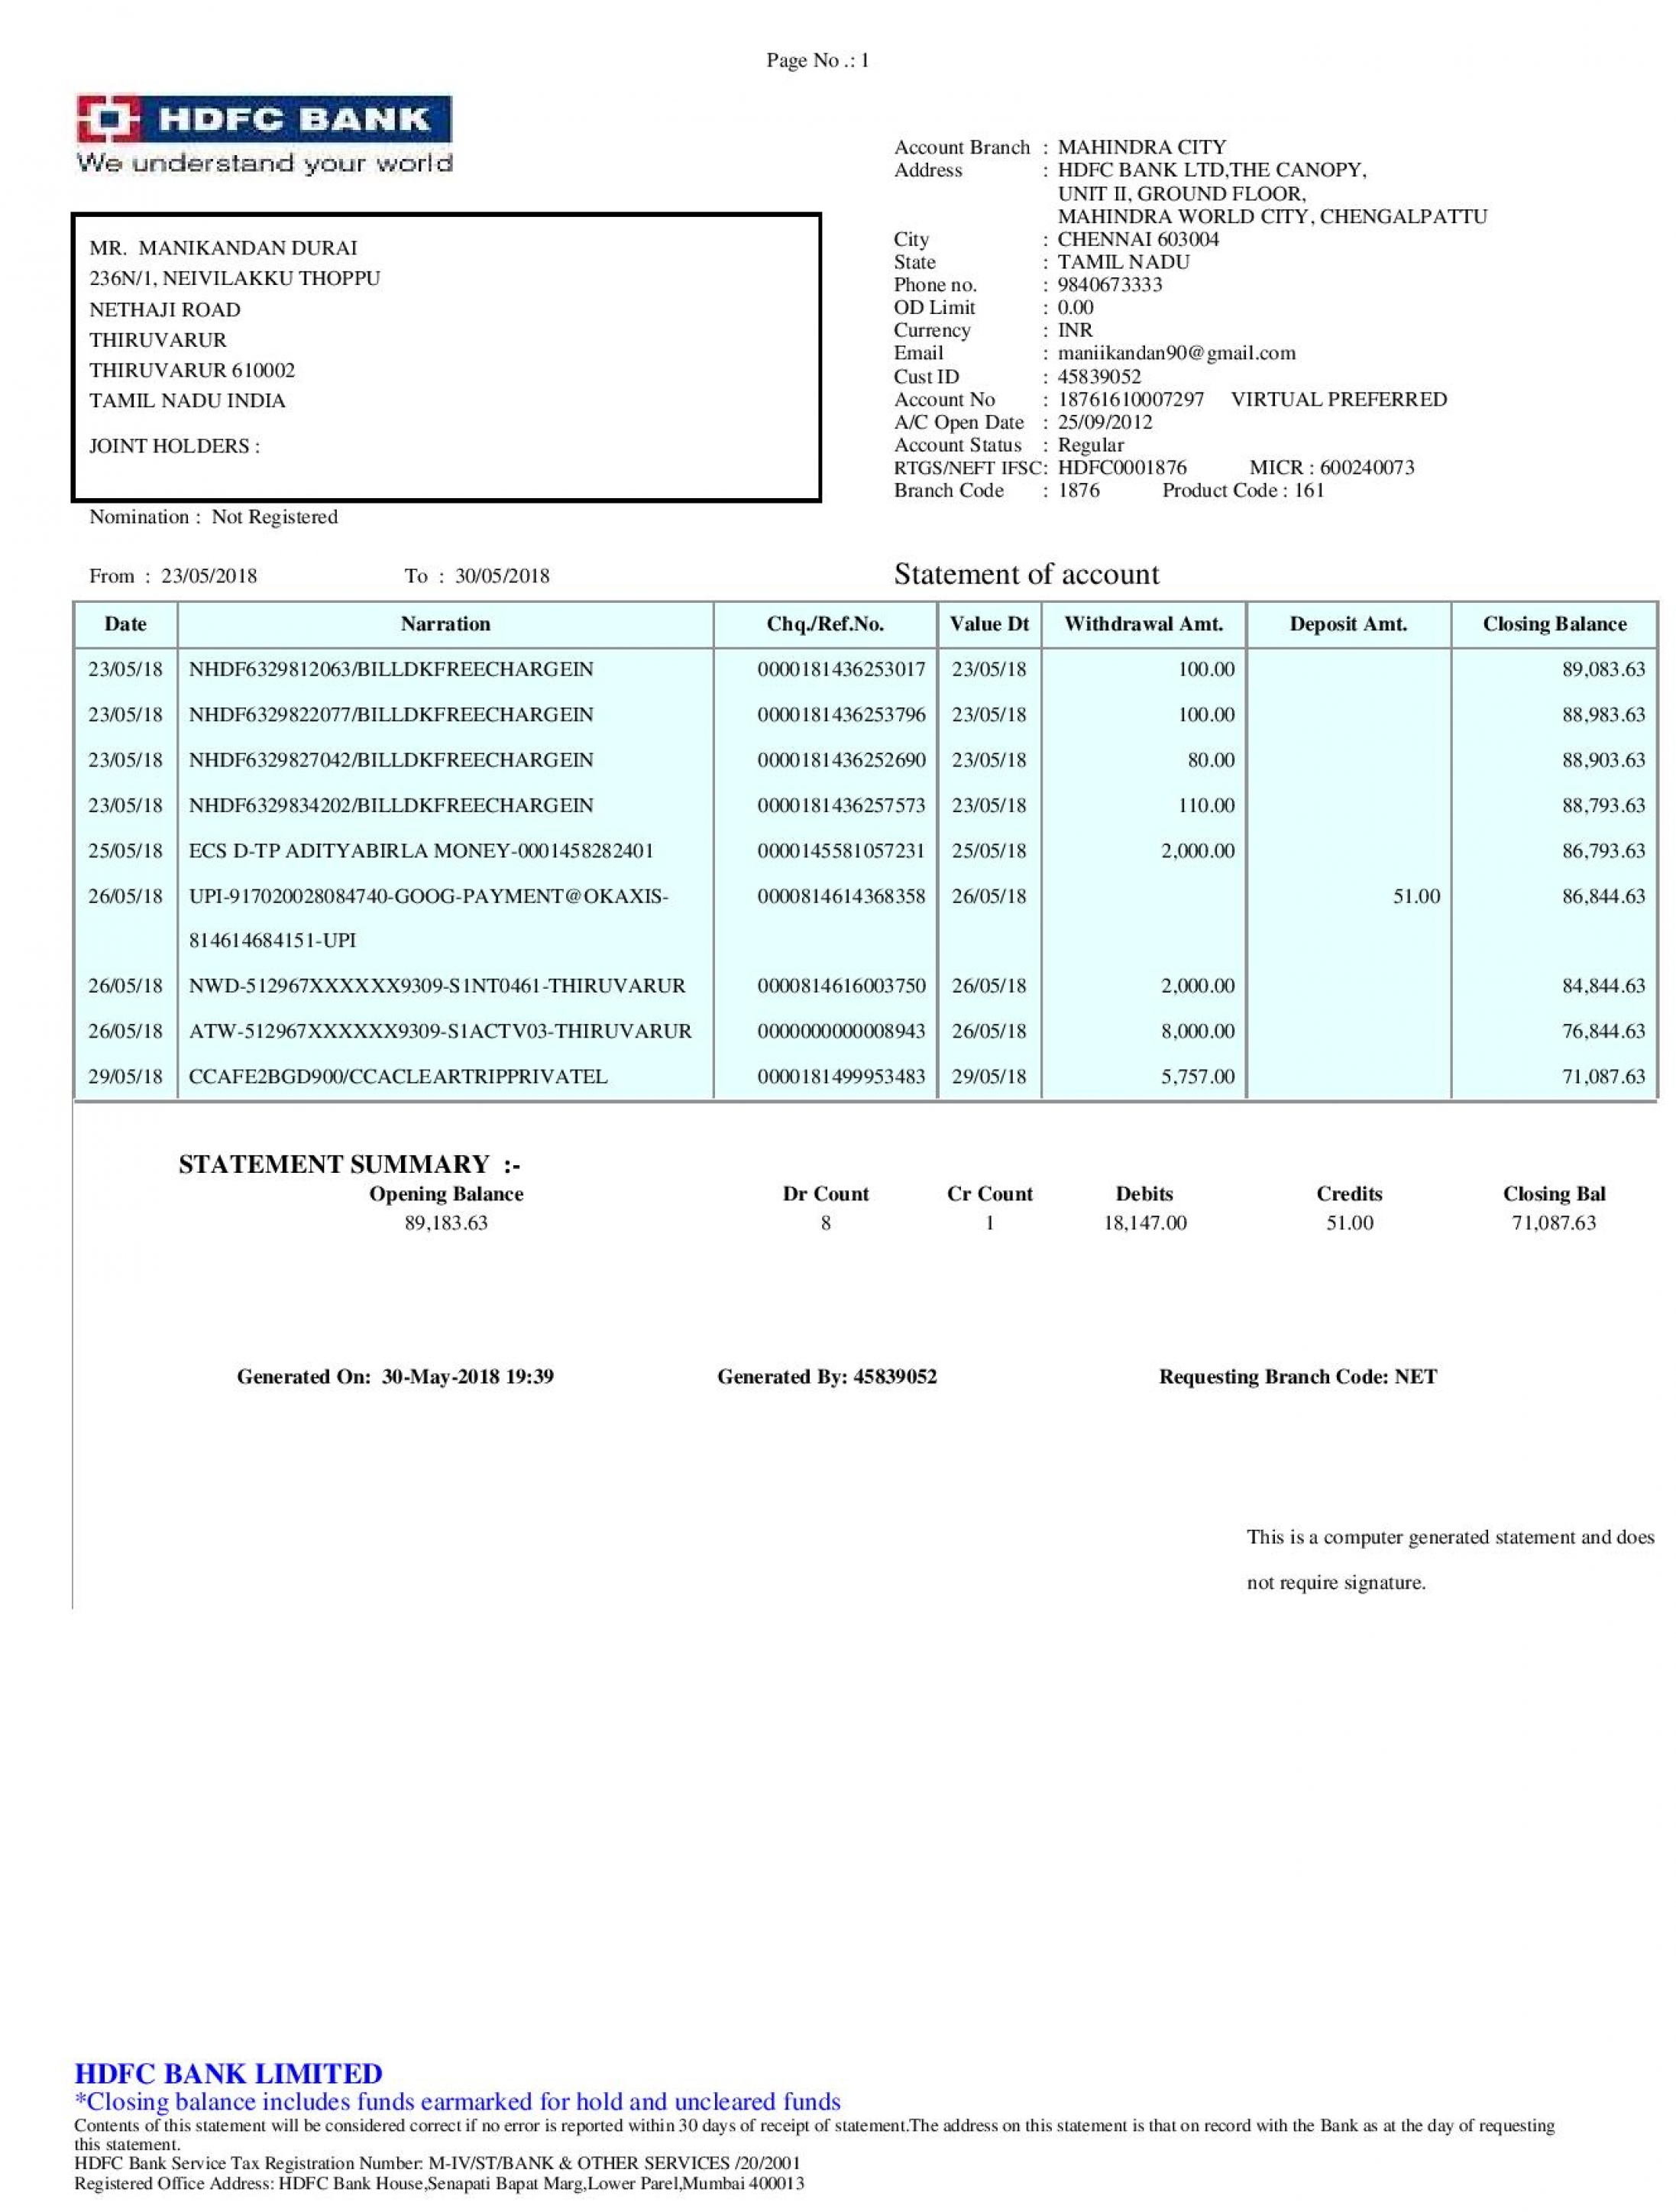 Page No .: 1
HDFC BANK
We understand your world
MR. MANIKANDAN DURAI
236N/1, NEIVILAKKU THOPPU
NETHAJI ROAD
THIRUVARUR
THIRUVARUR 610002
TAMIL NADU INDIA
JOINT HOLDERS :
Nomination : Not Registered
Account Branch : MAHINDRA CITY
Address : HDFC BANK LTD,THE CANOPY,
UNIT II, GROUND FLOOR,
MAHINDRA WORLD CITY, CHENGALPATTU
City : CHENNAI 603004
State : TAMIL NADU
Phone no. : 9840673333
OD Limit : 0.00
Currency : INR
Email : maniikandan90@gmail.com
Cust ID : 45839052
Account No : 18761610007297 VIRTUAL PREFERRED
A/C Open Date : 25/09/2012
Account Status : Regular
RTGS/NEFT IFSC: HDFC0001876 MICR : 600240073
Branch Code : 1876 Product Code : 161
From : 23/05/2018 To : 30/05/2018 Statement of account
Date Narration Chq./Ref.No. Value Dt Withdrawal Amt. Deposit Amt. Closing Balance
23/05/18 NHDF6329812063/BILLDKFREECHARGEIN 0000181436253017 23/05/18 100.00 89,083.63
23/05/18 NHDF6329822077/BILLDKFREECHARGEIN 0000181436253796 23/05/18 100.00 88,983.63
23/05/18 NHDF6329827042/BILLDKFREECHARGEIN 0000181436252690 23/05/18 80.00 88,903.63
23/05/18 NHDF6329834202/BILLDKFREECHARGEIN 0000181436257573 23/05/18 110.00 88,793.63
25/05/18 ECS D-TP ADITYABIRLA MONEY-0001458282401 0000145581057231 25/05/18 2,000.00 86,793.63
26/05/18 UPI-917020028084740-GOOG-PAYMENT@OKAXIS- 0000814614368358 26/05/18 51.00 86,844.63
814614684151-UPI
26/05/18 NWD-512967XXXXXX9309-S1NT0461-THIRUVARUR 0000814616003750 26/05/18 2,000.00 84,844.63
26/05/18 ATW-512967XXXXXX9309-S1ACTV03-THIRUVARUR 0000000000008943 26/05/18 8,000.00 76,844.63
29/05/18 CCAFE2BGD900/CCACLEARTRIPPRIVATEL 0000181499953483 29/05/18 5,757.00 71,087.63
STATEMENT SUMMARY :-
Opening Balance Dr Count Cr Count Debits Credits Closing Bal
89,183.63 8 1 18,147.00 51.00 71,087.63
Generated On: 30-May-2018 19:39 Generated By: 45839052 Requesting Branch Code: NET
This is a computer generated statement and does
not require signature.
HDFC BANK LIMITED
*Closing balance includes funds earmarked for hold and uncleared funds
Contents of this statement will be considered correct if no error is reported within 30 days of receipt of statement.The address on this statement is that on record with the Bank as at the day of requesting
this statement.
HDFC Bank Service Tax Registration Number: M-IV/ST/BANK & OTHER SERVICES /20/2001
Registered Office Address: HDFC Bank House,Senapati Bapat Marg,Lower Parel,Mumbai 400013